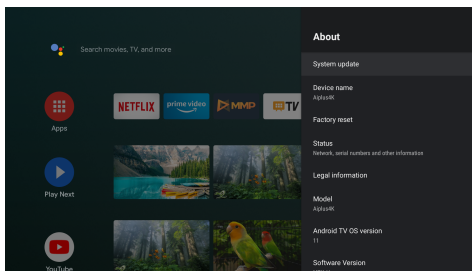 About
Search movies, TV, and more
System update
Device name
Aiplus4K
Factory reset
NETFLIX
prime video
MMP
TV
Apps
Status
Network, serial numbers and other information
Legal information
Play Next
Model
Aiplus4K
Android TV OS version
11
YouTube
Software Version